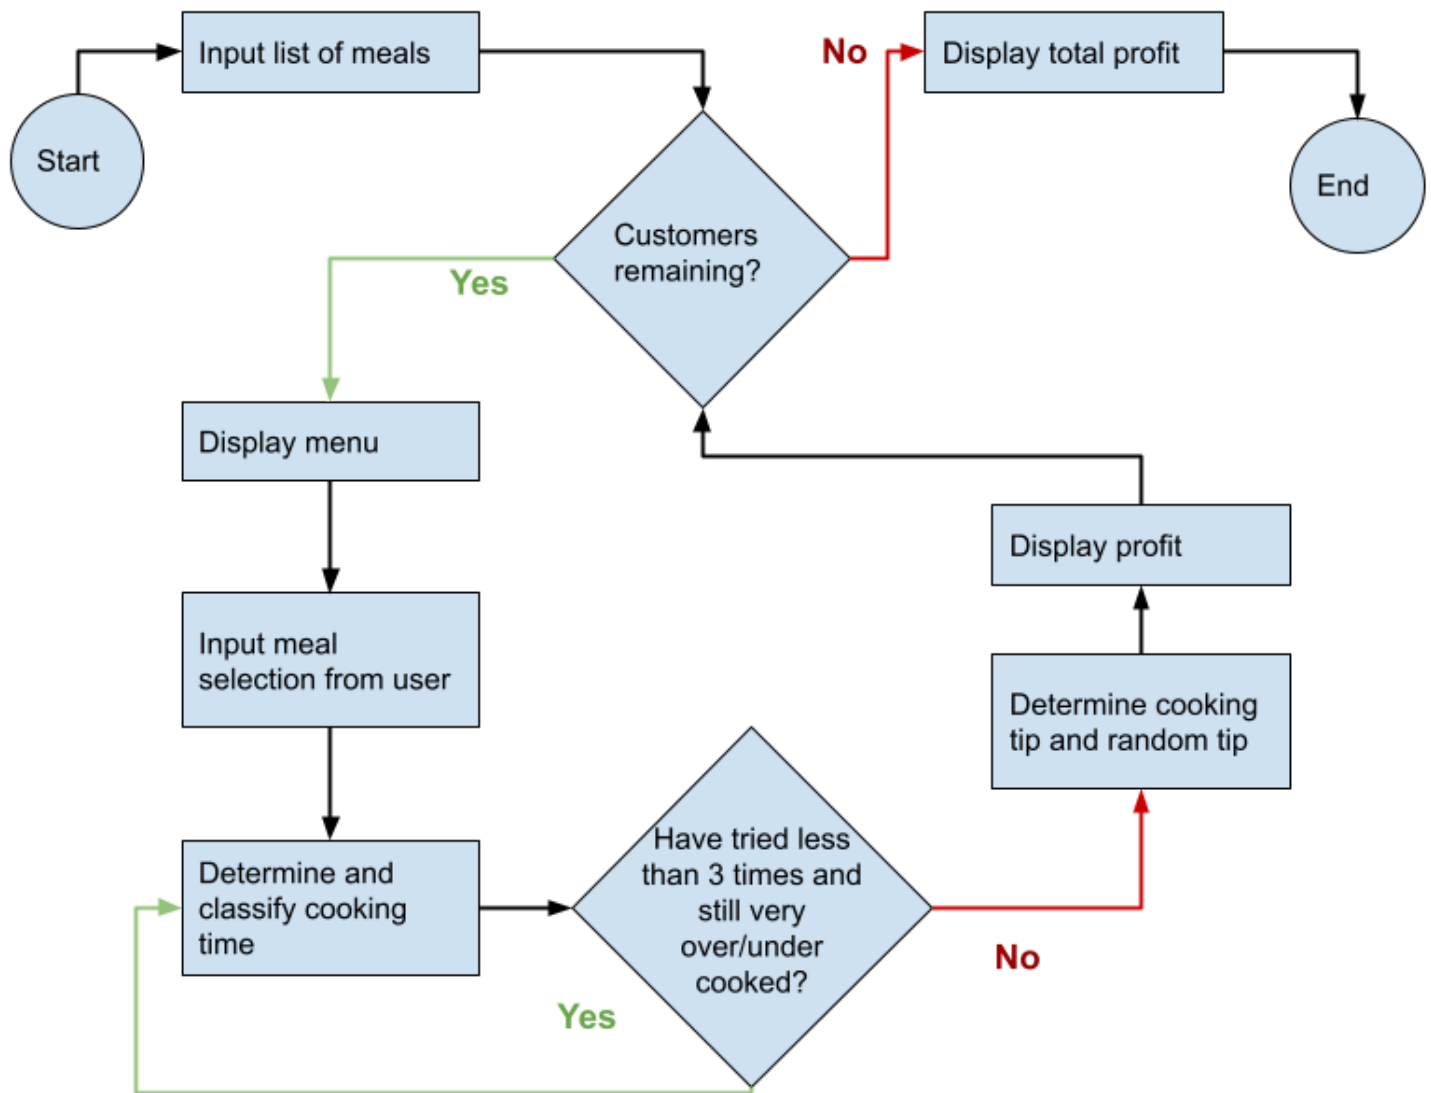 Start
Input list of meals
Customers
remaining?
No
Display total profit
End
Yes
Display menu
Input meal
selection from user
Determine and
classify cooking
time
Have tried less
than 3 times and
still very
over/under
cooked?
Yes
No
Determine cooking
tip and random tip
Display profit